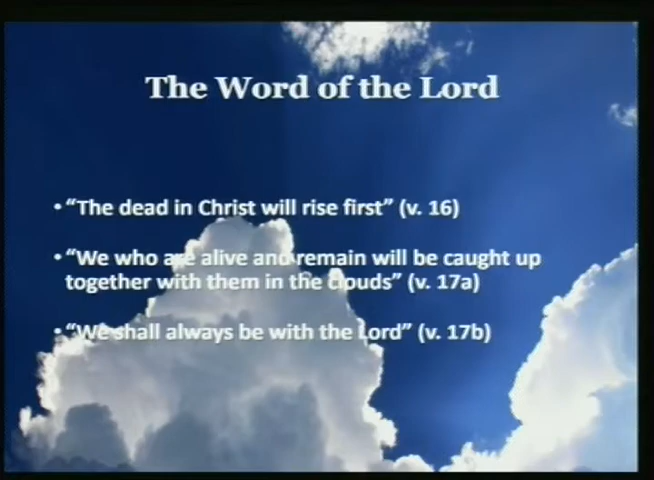 The Word of the Lord
• “The dead in Christ will rise first” (v. 16)
• “We who are alive and remain will be caught up
together with them in the clouds” (v. 17a)
• “We shall always be with the Lord” (v. 17b)